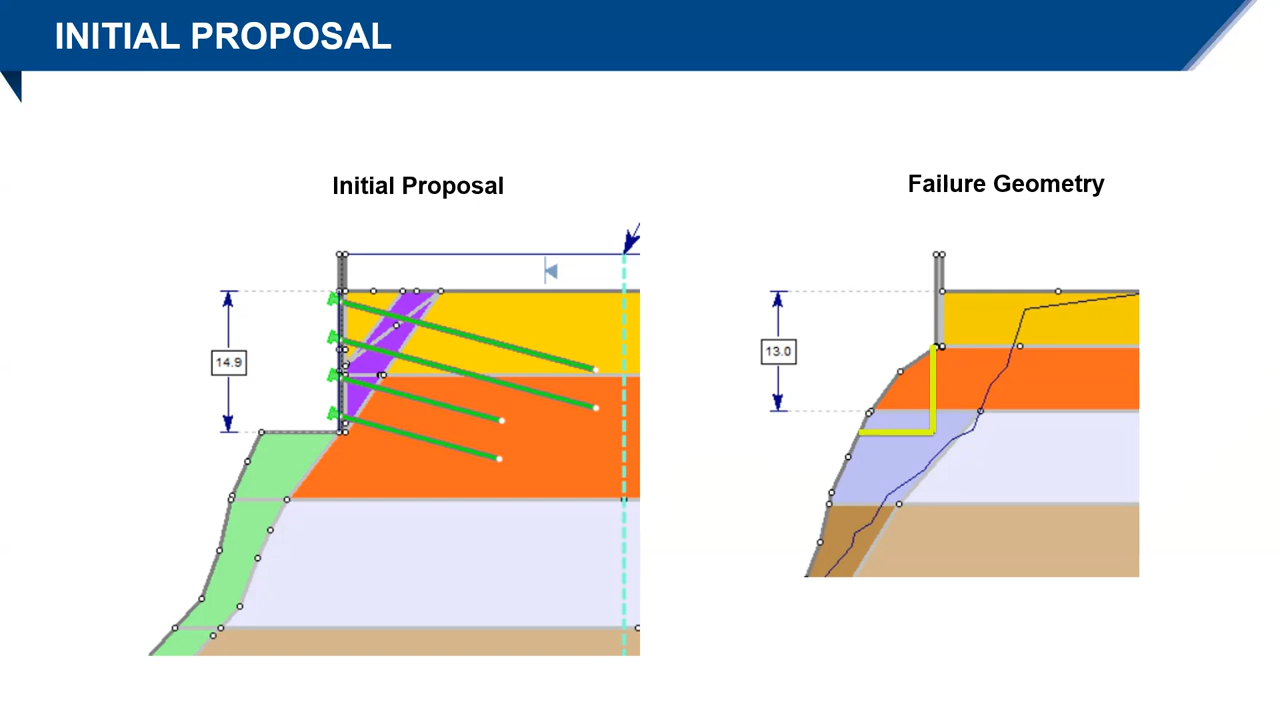 INITIAL PROPOSAL
Initial Proposal
Failure Geometry
14.9
13.0